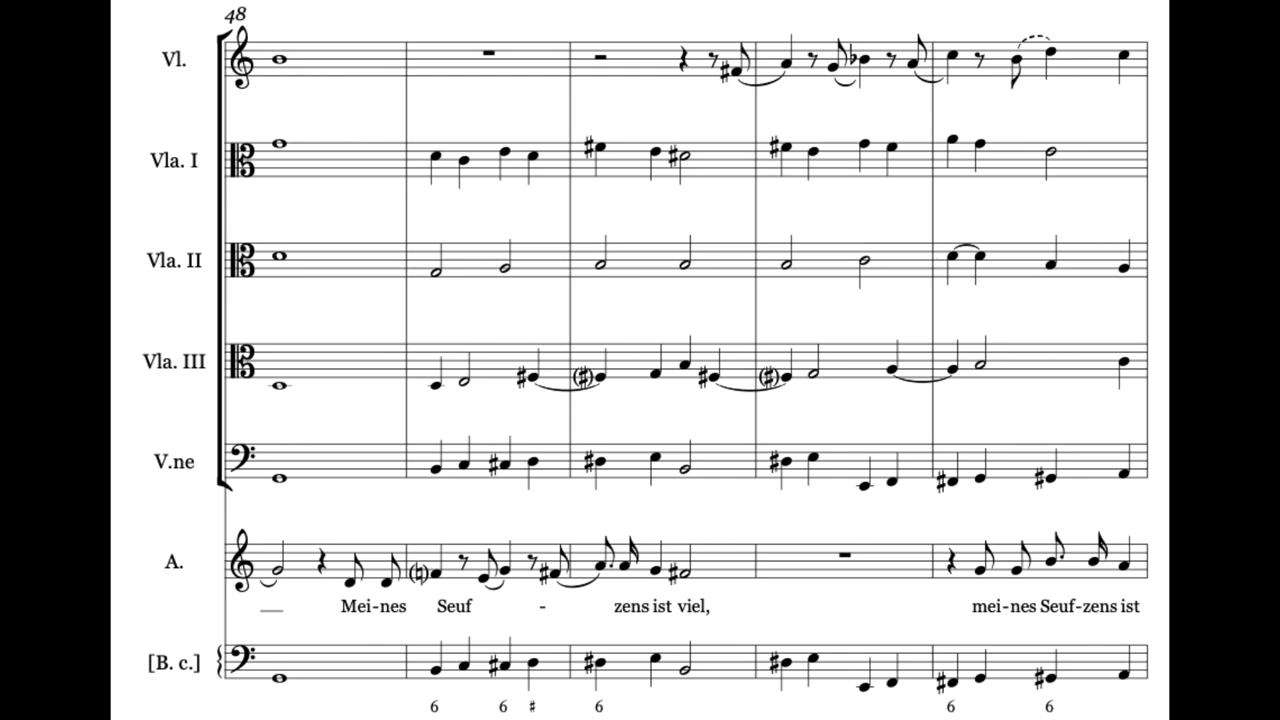 48
Vl.
Vla. I
Vla. II
Vla. III
V.ne
A.
Mei-nes Seuf - zens ist viel, mei-nes Seuf-zens ist
[B. c.]
6 6 ♯ 6 6 6